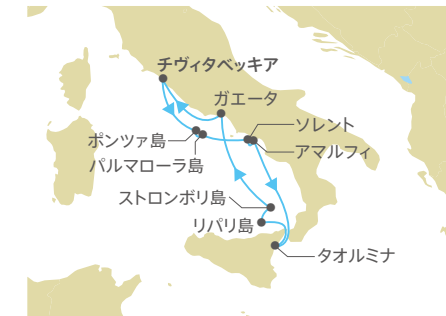 チヴィタベッキア
ガエータ
ソレント
ポンツァ島
アマルフィ
パルマローラ島
ストロンボリ島
リパリ島
タオルミナ